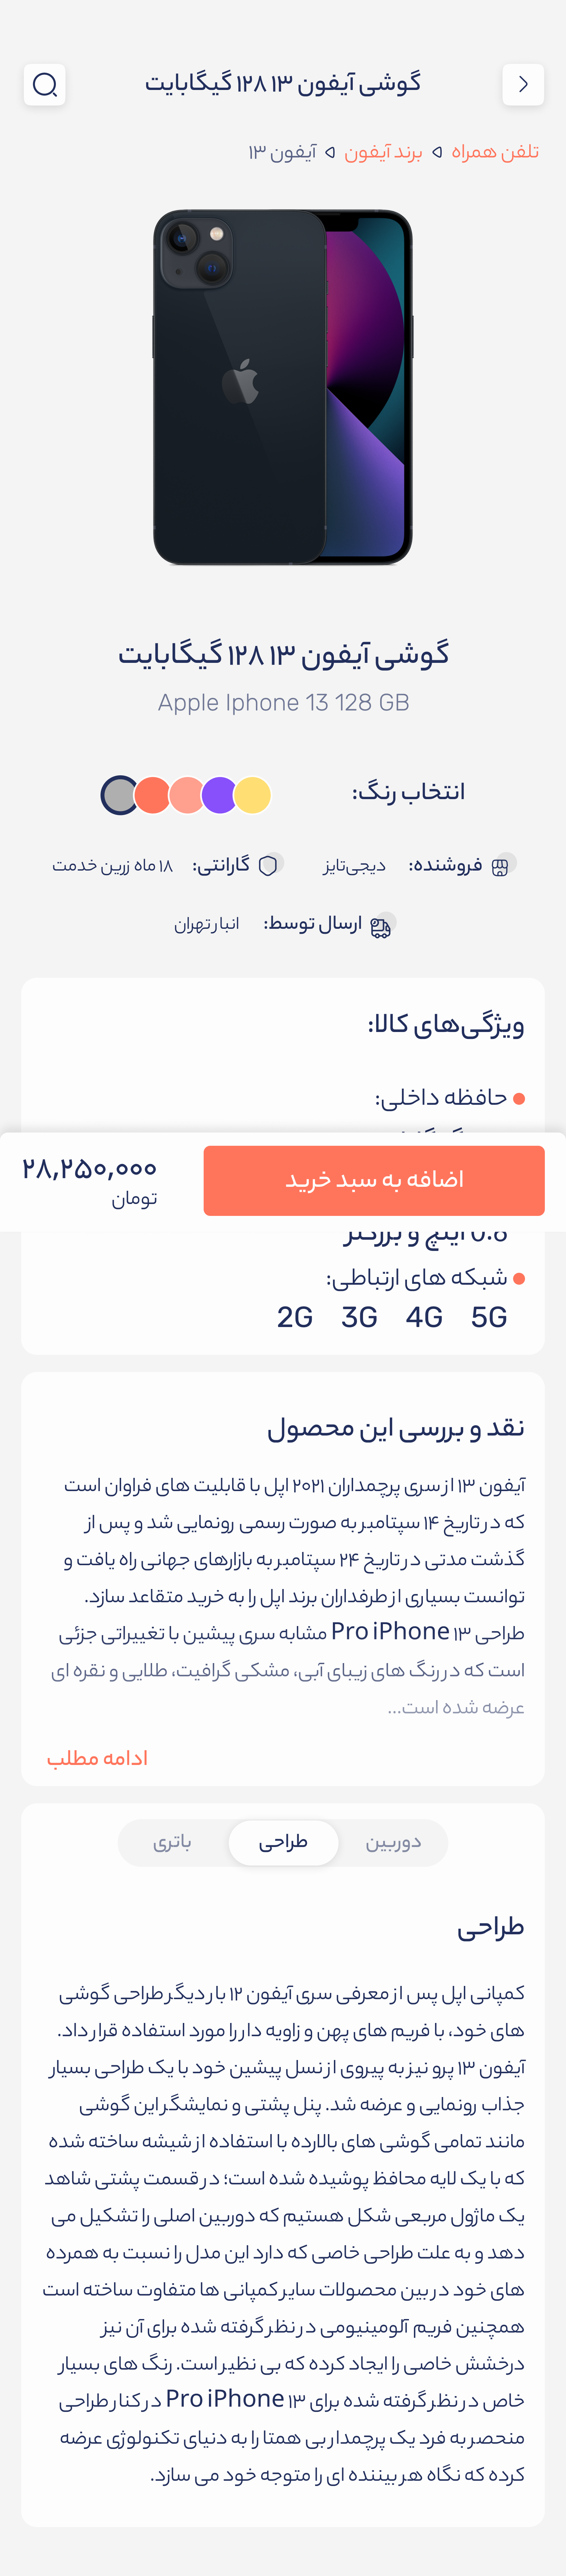 گوشی آیفون ۱۳ ۱۲۸ گیگابایت
تلفن همراه برند آیفون آیفون ۱۳
گوشی آیفون ۱۳ ۱۲۸ گیگابایت
Apple Iphone 13 128 GB
انتخاب رنگ:
فروشنده: دیجی‌تایز گارانتی: ۱۸ ماه زرین خدمت
ارسال توسط: انبار تهران
ویژگی‌های کالا:
حافظه داخلی:
اضافه به سبد خرید
۲۸,۲۵۰,۰۰۰
تومان
اینچ و بزرگتر
شبکه های ارتباطی:
2G 3G 4G 5G
نقد و بررسی این محصول
آیفون ۱۳ از سری پرچمداران ۲۰۲۱ اپل با قابلیت های فراوان است
که در تاریخ ۱۴ سپتامبر به صورت رسمی رونمایی شد و پس از
گذشت مدتی در تاریخ ۲۴ سپتامبر به بازارهای جهانی راه یافت و
توانست بسیاری از طرفداران برند اپل را به خرید متقاعد سازد.
طراحی ۱۳ Pro iPhone مشابه سری پیشین با تغییراتی جزئی
است که در رنگ های زیبای آبی، مشکی گرافیت، طلایی و نقره ای
عرضه شده است...
ادامه مطلب
دوربین طراحی باتری
طراحی
کمپانی اپل پس از معرفی سری آیفون ۱۲ بار دیگر طراحی گوشی
های خود، با فریم های پهن و زاویه دار را مورد استفاده قرار داد.
آیفون ۱۳ پرو نیز به پیروی از نسل پیشین خود با یک طراحی بسیار
جذاب رونمایی و عرضه شد. پنل پشتی و نمایشگر این گوشی
مانند تمامی گوشی های بالارده با استفاده از شیشه ساخته شده
که با یک لایه محافظ پوشیده شده است؛ در قسمت پشتی شاهد
یک ماژول مربعی شکل هستیم که دوربین اصلی را تشکیل می
دهد و به علت طراحی خاصی که دارد این مدل را نسبت به همرده
های خود در بین محصولات سایر کمپانی ها متفاوت ساخته است
همچنین فریم آلومینیومی در نظر گرفته شده برای آن نیز
درخشش خاصی را ایجاد کرده که بی نظیر است. رنگ های بسیار
خاص در نظر گرفته شده برای ۱۳ Pro iPhone در کنار طراحی
منحصر به فرد یک پرچمدار بی همتا را به دنیای تکنولوژی عرضه
کرده که نگاه هر بیننده ای را متوجه خود می سازد.